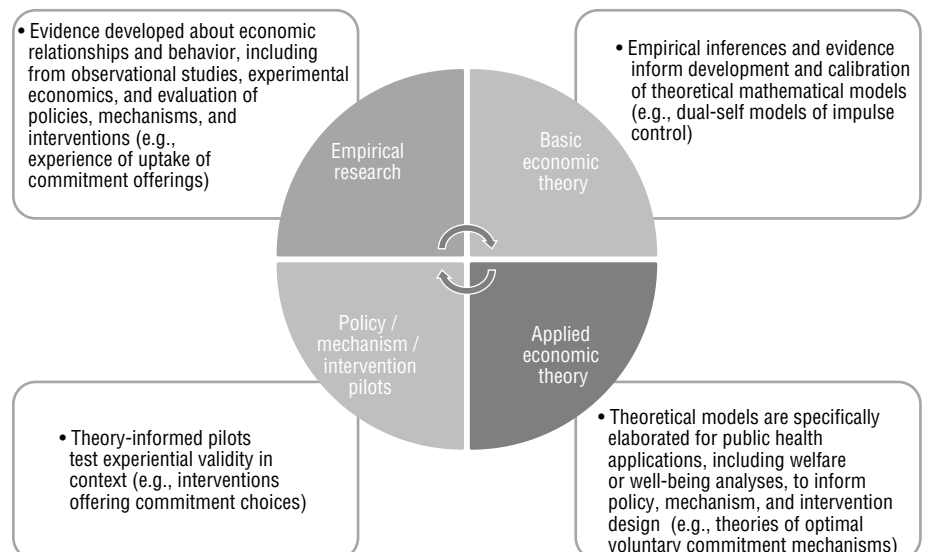 • Evidence developed about economic
relationships and behavior, including
from observational studies, experimental
economics, and evaluation of
policies, mechanisms, and
interventions (e.g.,
experience of uptake of
commitment offerings)
• Empirical inferences and evidence
inform development and calibration
of theoretical mathematical models
(e.g., dual-self models of impulse
control)
Empirical
research
Basic
economic
theory
Policy /
mechanism /
intervention
pilots
Applied
economic
theory
• Theory-informed pilots
test experiential validity in
context (e.g., interventions
offering commitment choices)
• Theoretical models are specifically
elaborated for public health
applications, including welfare
or well-being analyses, to inform
policy, mechanism, and intervention
design (e.g., theories of optimal
voluntary commitment mechanisms)